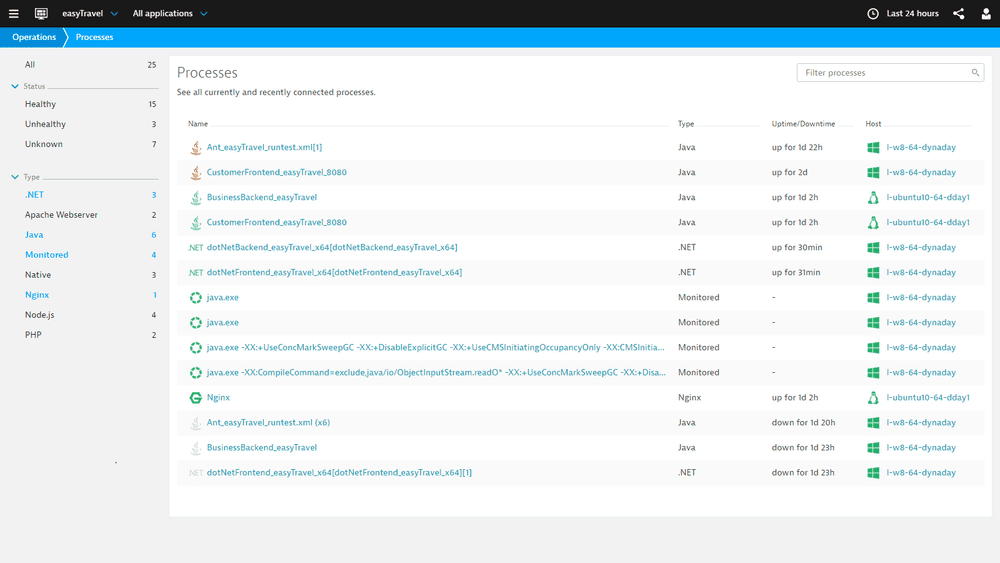 easyTravel All applications Last 24 hours
Operations Processes
All 25
Status
Healthy 15
Unhealthy 3
Unknown 7
Type
.NET 3
Apache Webserver 2
Java 6
Monitored 4
Native 3
Nginx 1
Node.js 4
PHP 2
Processes
Filter processes
See all currently and recently connected processes.
Name Type Uptime/Downtime Host
Ant_easyTravel_runtest.xml[1] Java up for 1d 22h l-w8-64-dynaday
CustomerFrontend_easyTravel_8080 Java up for 2d l-w8-64-dynaday
BusinessBackend_easyTravel Java up for 1d 2h l-ubuntu10-64-dday1
CustomerFrontend_easyTravel_8080 Java up for 1d 2h l-ubuntu10-64-dday1
.NET dotNetBackend_easyTravel_x64[dotNetBackend_easyTravel_x64] .NET up for 30min l-w8-64-dynaday
.NET dotNetFrontend_easyTravel_x64[dotNetFrontend_easyTravel_x64] .NET up for 31min l-w8-64-dynaday
java.exe Monitored - l-w8-64-dynaday
java.exe Monitored - l-w8-64-dynaday
java.exe -XX:+UseConcMarkSweepGC -XX:+DisableExplicitGC -XX:+UseCMSInitiatingOccupancyOnly -XX:CMSInitia... Monitored - l-w8-64-dynaday
java.exe -XX:CompileCommand=exclude,java/io/ObjectInputStream.readO* -XX:+UseConcMarkSweepGC -XX:+Disa... Monitored - l-w8-64-dynaday
Nginx Nginx up for 1d 2h l-ubuntu10-64-dday1
Ant_easyTravel_runtest.xml (x6) Java down for 1d 20h l-w8-64-dynaday
BusinessBackend_easyTravel Java down for 1d 23h l-w8-64-dynaday
.NET dotNetFrontend_easyTravel_x64[dotNetFrontend_easyTravel_x64][1] .NET down for 1d 23h l-w8-64-dynaday